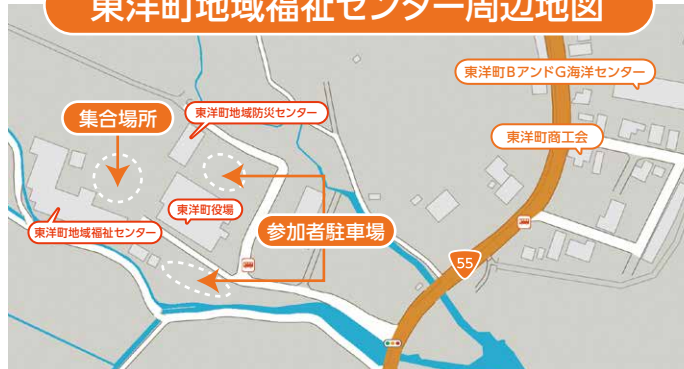 東洋町地域福祉センター周辺地図
東洋町BアンドG海洋センター
集合場所
東洋町地域防災センター
東洋町商工会
東洋町役場
東洋町地域福祉センター
参加者駐車場
55